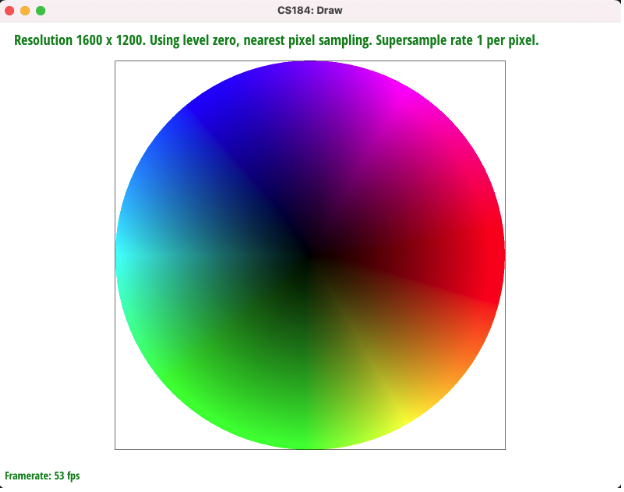 CS184: Draw
Resolution 1600 x 1200. Using level zero, nearest pixel sampling. Supersample rate 1 per pixel.
Framerate: 53 fps